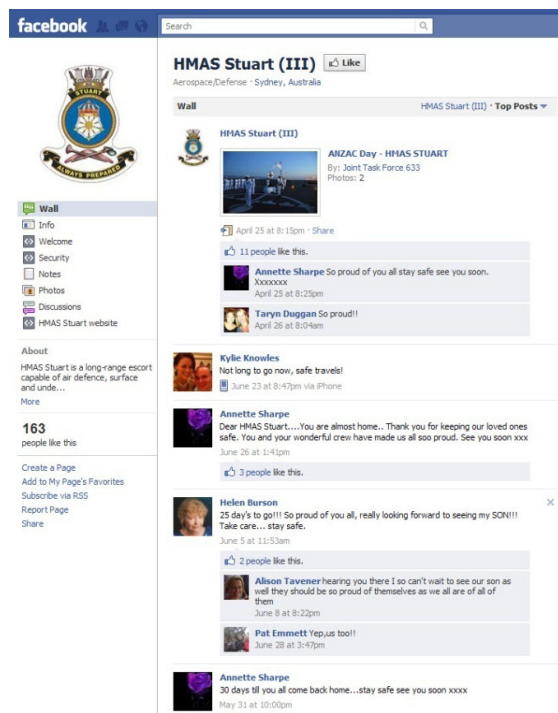 facebook
Search
HMAS Stuart (III) Like
Aerospace/Defense · Sydney, Australia
STUART
ALWAYS PREPARED
Wall
Info
Welcome
Security
Notes
Photos
Discussions
HMAS Stuart website
About
HMAS Stuart is a long-range escort
capable of air defence, surface
and unde...
More
163
people like this
Create a Page
Add to My Page's Favorites
Subscribe via RSS
Report Page
Share
Wall HMAS Stuart (III) · Top Posts
HMAS Stuart (III)
ANZAC Day - HMAS STUART
By: Joint Task Force 633
Photos: 2
April 25 at 8:15pm · Share
11 people like this.
Annette Sharpe So proud of you all stay safe see you soon.
Xxxxxxx
April 25 at 8:25pm
Taryn Duggan So proud!!
April 26 at 8:04am
Kylie Knowles
Not long to go now, safe travels!
June 23 at 8:47pm via iPhone
Annette Sharpe
Dear HMAS Stuart....You are almost home.. Thank you for keeping our loved ones
safe. You and your wonderful crew have made us all soo proud. See you soon xxx
June 26 at 1:41pm
3 people like this.
Helen Burson
25 day's to go!!! So proud of you all, really looking forward to seeing my SON!!!
Take care... stay safe.
June 5 at 11:53am
2 people like this.
Alison Tavener hearing you there I so can't wait to see our son as
well they should be so proud of themselves as we all are of all of
them
June 8 at 8:22pm
Pat Emmett Yep,us too!!
June 28 at 3:47pm
Annette Sharpe
30 days till you all come back home...stay safe see you soon xxxx
May 31 at 10:00pm